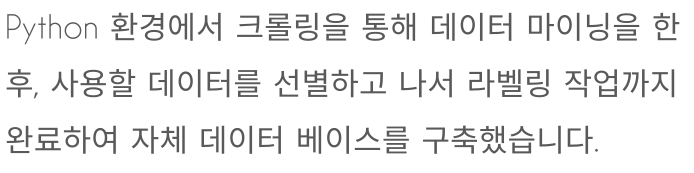 Python 환경에서 크롤링을 통해 데이터 마이닝을 한
후, 사용할 데이터를 선별하고 나서 라벨링 작업까지
완료하여 자체 데이터 베이스를 구축했습니다.